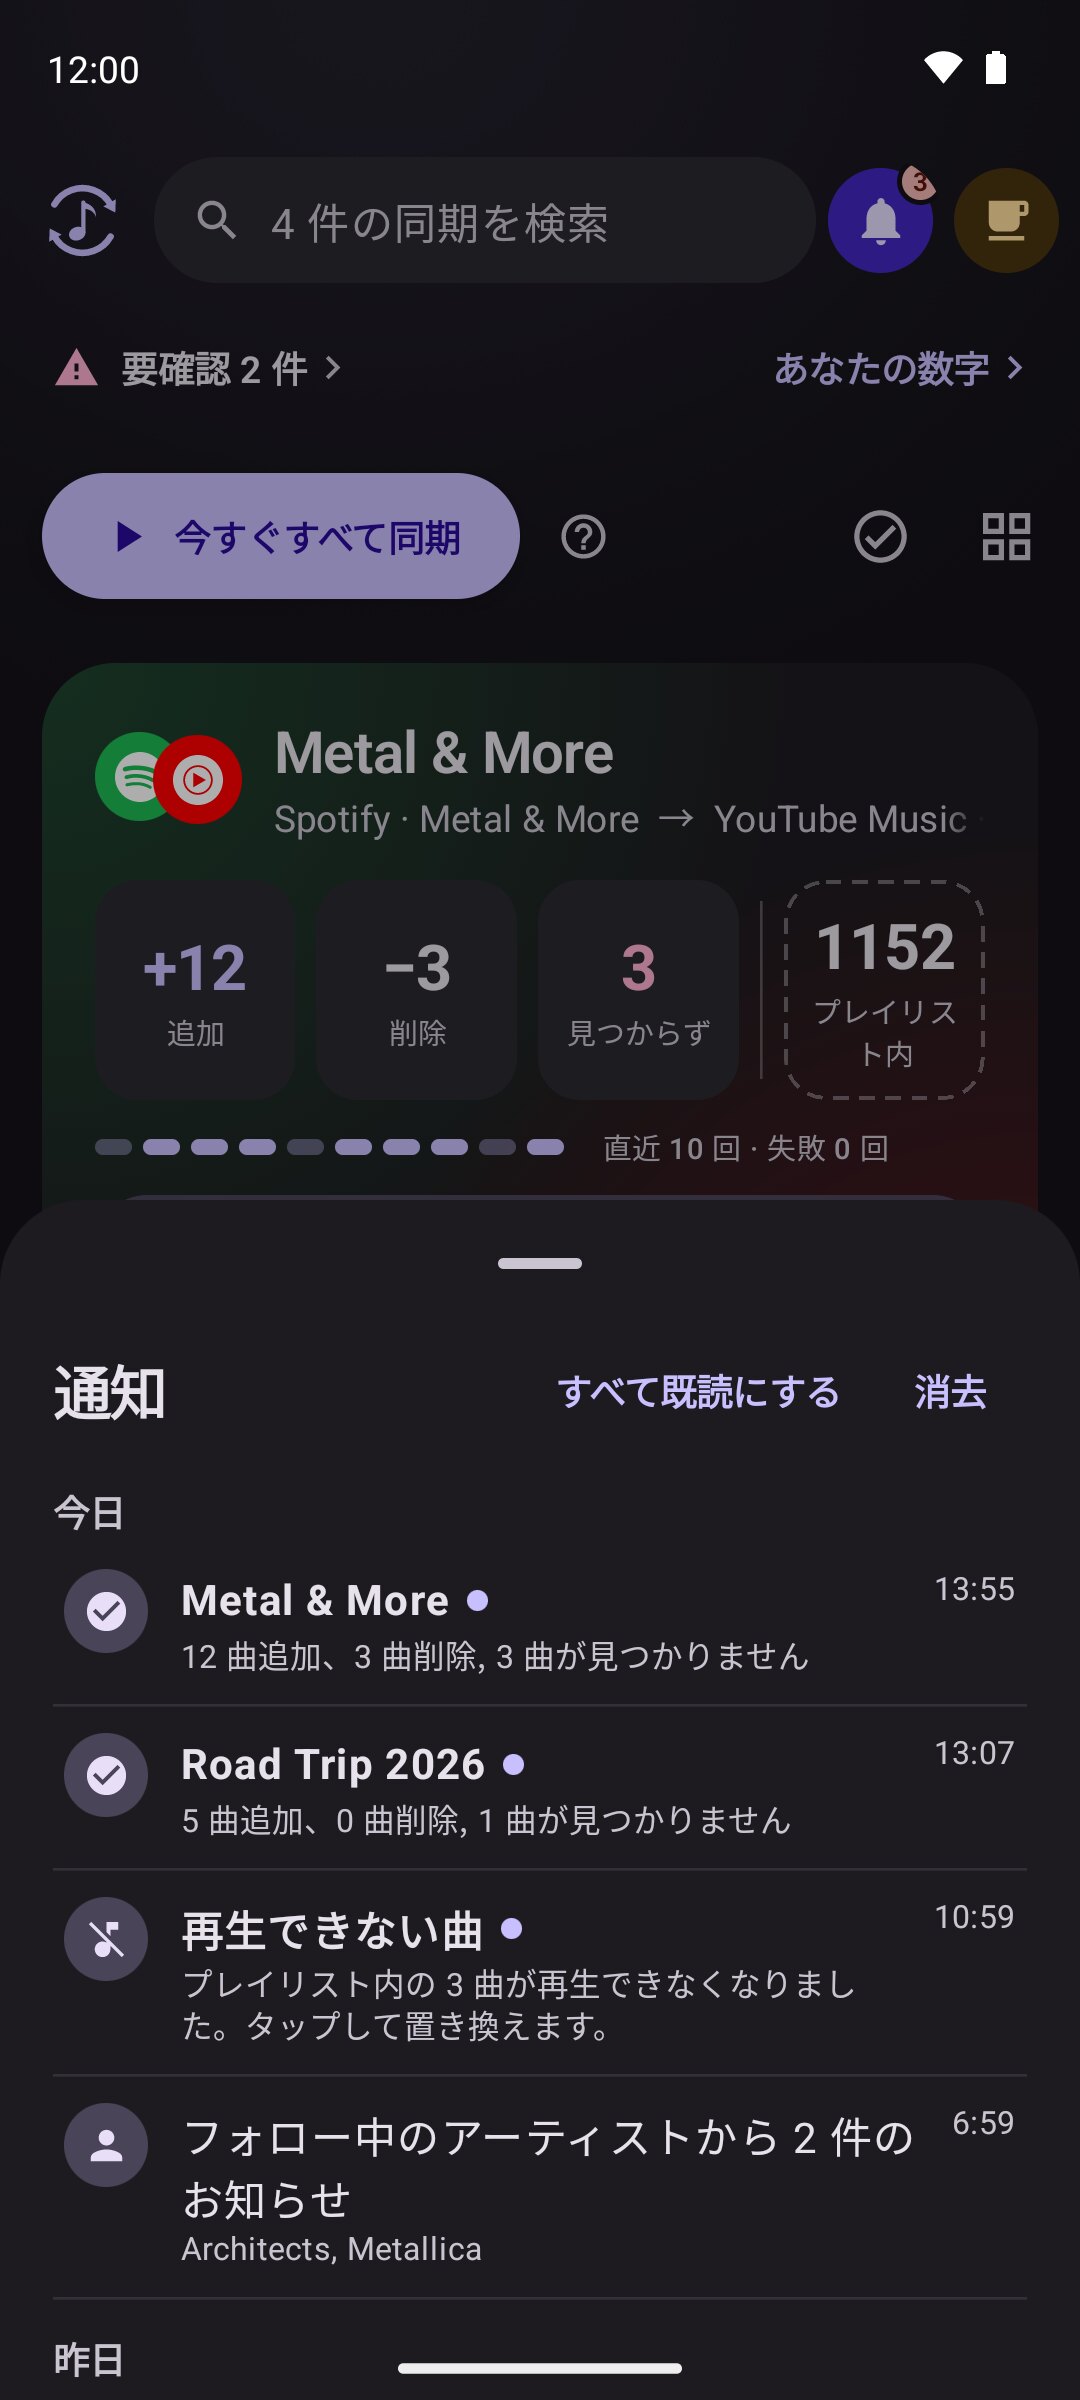 12:00
4 件の同期を検索
3
要確認 2 件
あなたの数字
今すぐすべて同期
Metal & More
Spotify · Metal & More → YouTube Music
+12
追加
−3
削除
3
見つからず
1152
プレイリス
ト内
直近 10 回 · 失敗 0 回
通知
すべて既読にする
消去
今日
Metal & More
13:55
12 曲追加、3 曲削除, 3 曲が見つかりません
Road Trip 2026
13:07
5 曲追加、0 曲削除, 1 曲が見つかりません
再生できない曲
10:59
プレイリスト内の 3 曲が再生できなくなりまし
た。タップして置き換えます。
フォロー中のアーティストから 2 件の
お知らせ
6:59
Architects, Metallica
昨日